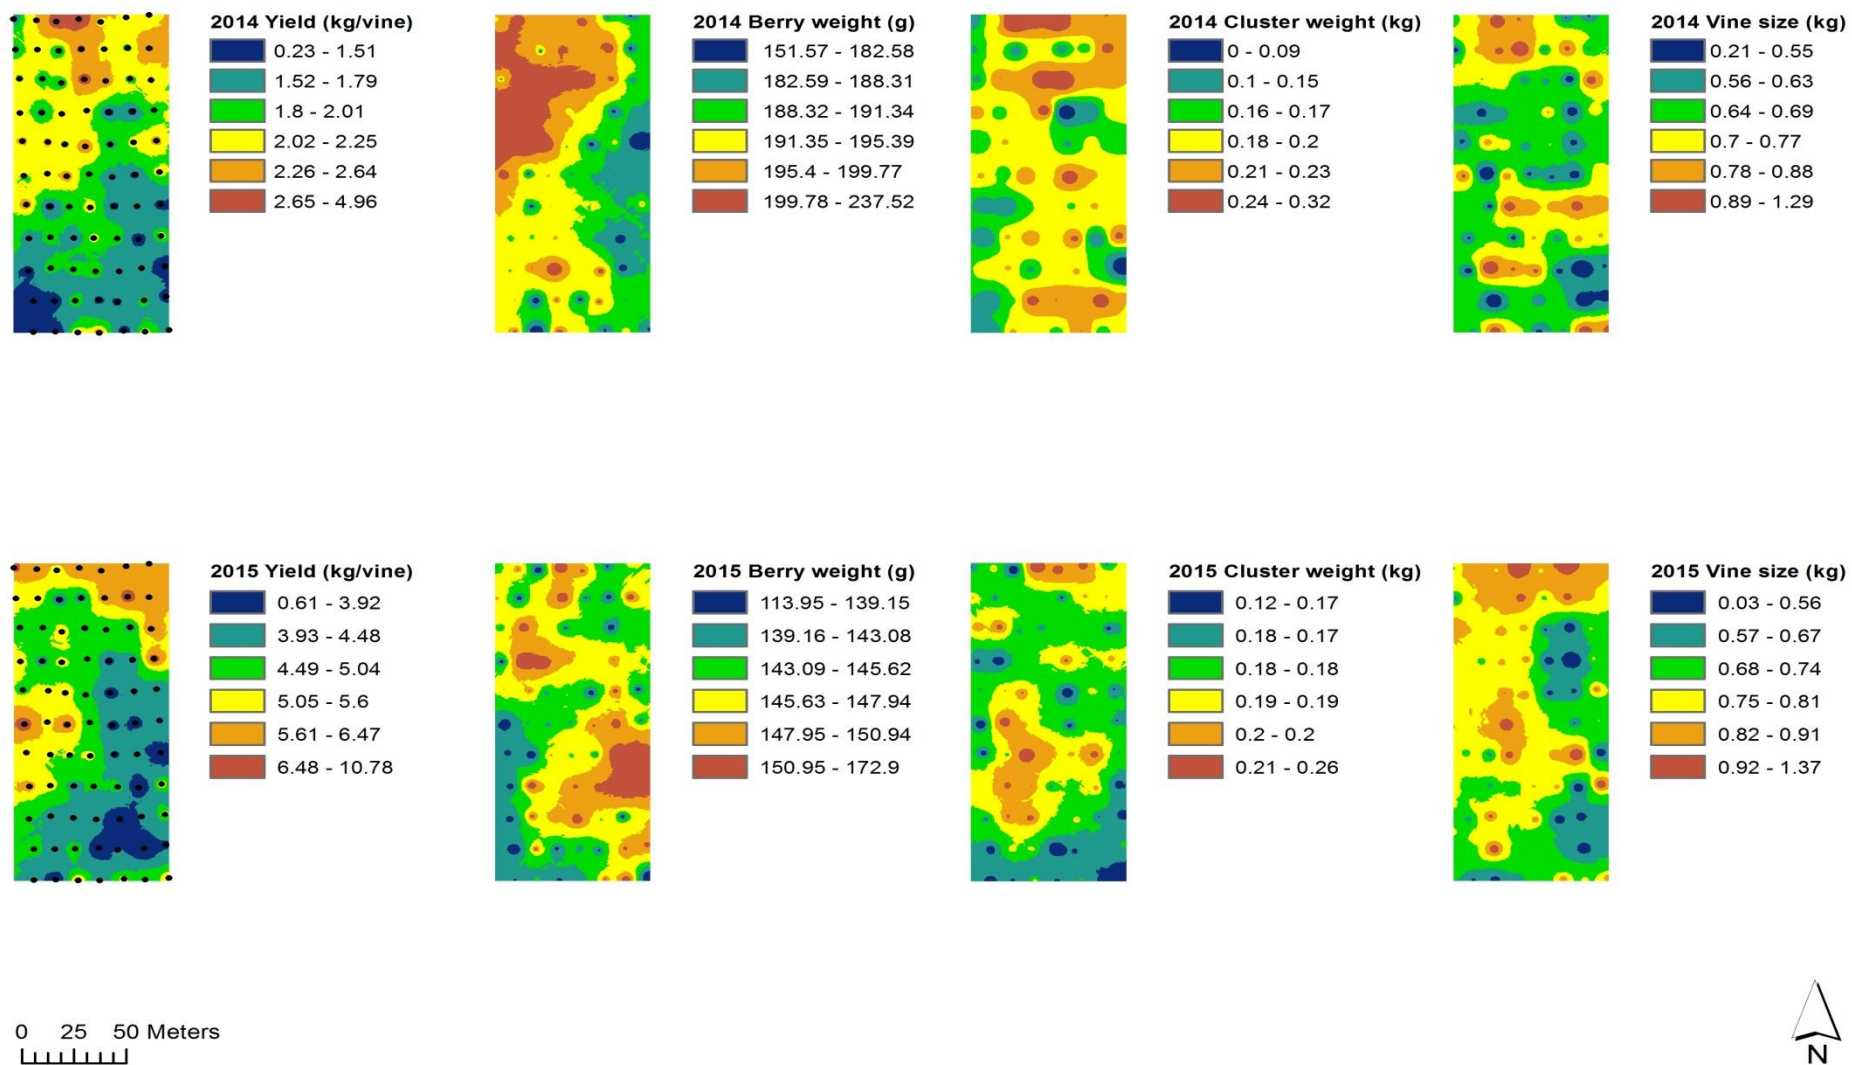 2014 Yield (kg/vine)
0.23 - 1.51
1.52 - 1.79
1.8 - 2.01
2.02 - 2.25
2.26 - 2.64
2.65 - 4.96
2014 Berry weight (g)
151.57 - 182.58
182.59 - 188.31
188.32 - 191.34
191.35 - 195.39
195.4 - 199.77
199.78 - 237.52
2014 Cluster weight (kg)
0 - 0.09
0.1 - 0.15
0.16 - 0.17
0.18 - 0.2
0.21 - 0.23
0.24 - 0.32
2014 Vine size (kg)
0.21 - 0.55
0.56 - 0.63
0.64 - 0.69
0.7 - 0.77
0.78 - 0.88
0.89 - 1.29
2015 Yield (kg/vine)
0.61 - 3.92
3.93 - 4.48
4.49 - 5.04
5.05 - 5.6
5.61 - 6.47
6.48 - 10.78
2015 Berry weight (g)
113.95 - 139.15
139.16 - 143.08
143.09 - 145.62
145.63 - 147.94
147.95 - 150.94
150.95 - 172.9
2015 Cluster weight (kg)
0.12 - 0.17
0.18 - 0.17
0.18 - 0.18
0.19 - 0.19
0.2 - 0.2
0.21 - 0.26
2015 Vine size (kg)
0.03 - 0.56
0.57 - 0.67
0.68 - 0.74
0.75 - 0.81
0.82 - 0.91
0.92 - 1.37
0 25 50 Meters
N